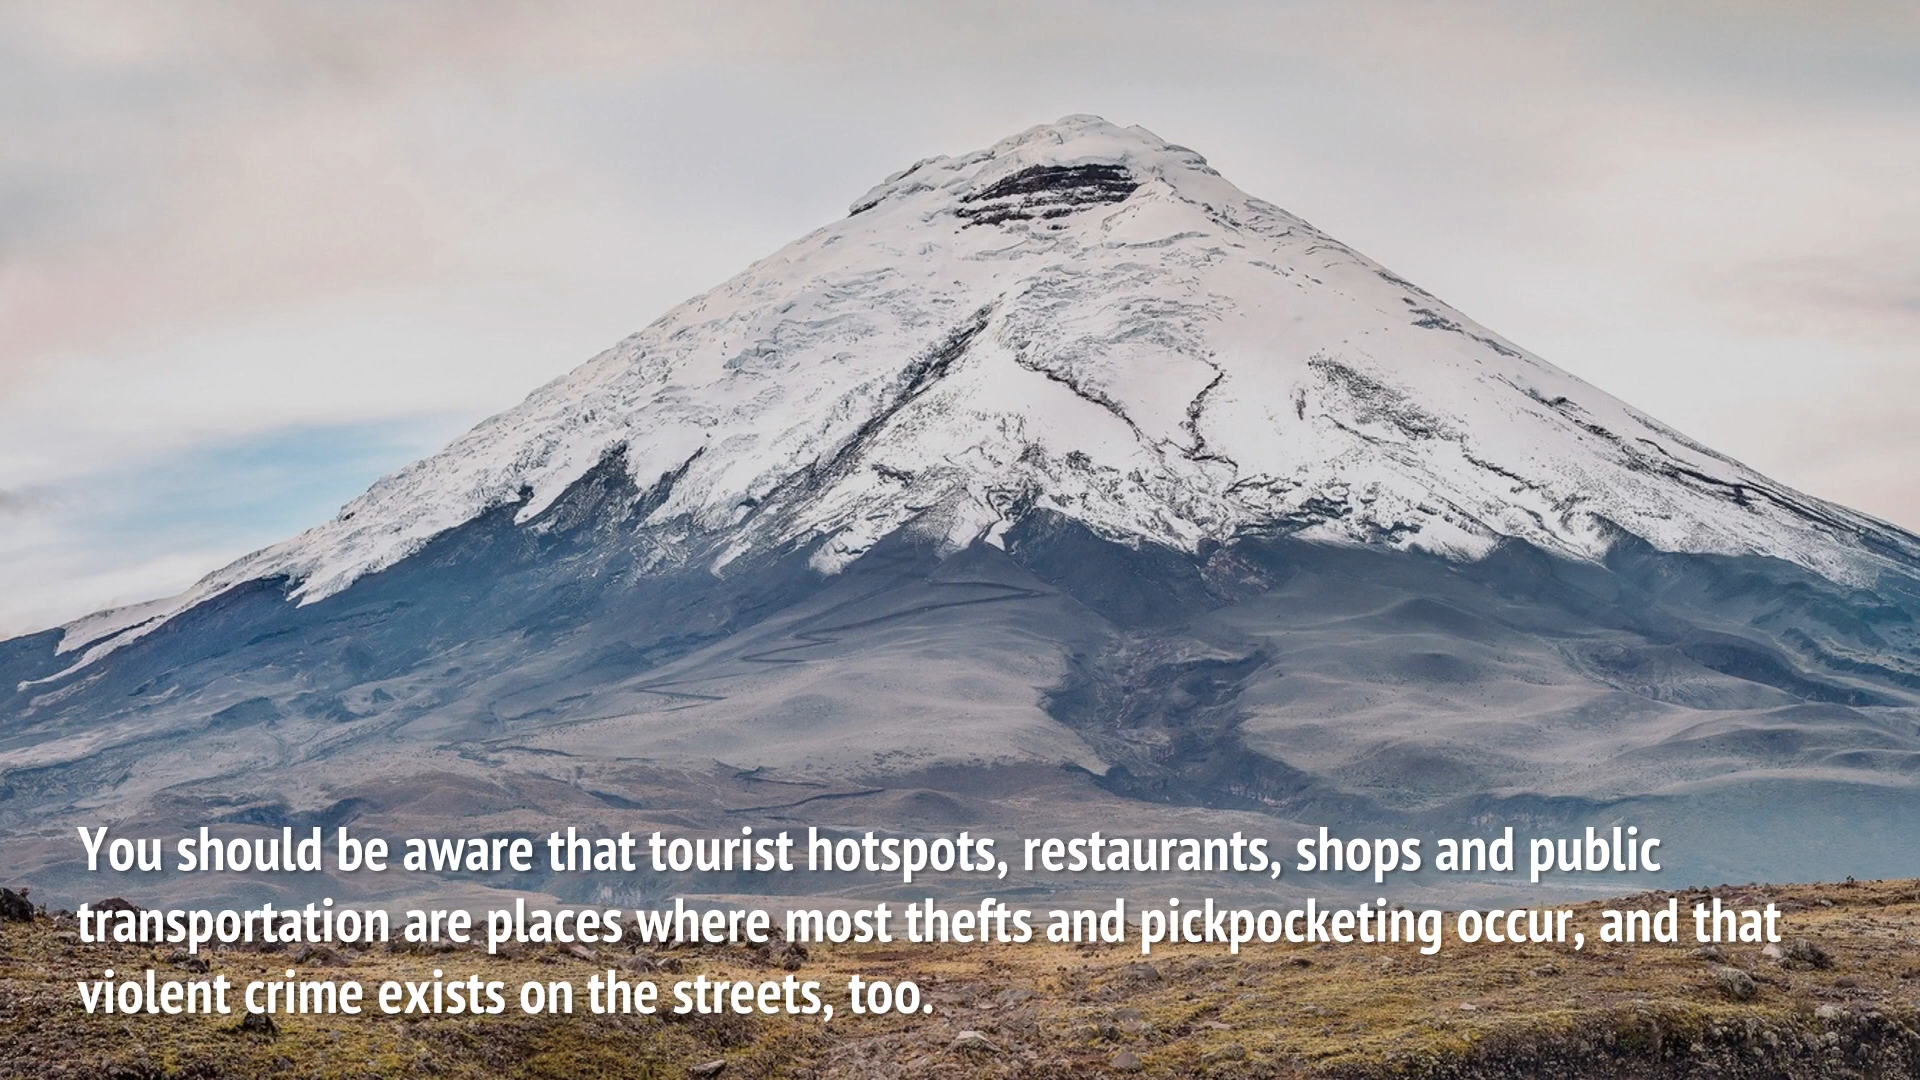 You should be aware that tourist hotspots, restaurants, shops and public
transportation are places where most thefts and pickpocketing occur, and that
violent crime exists on the streets, too.